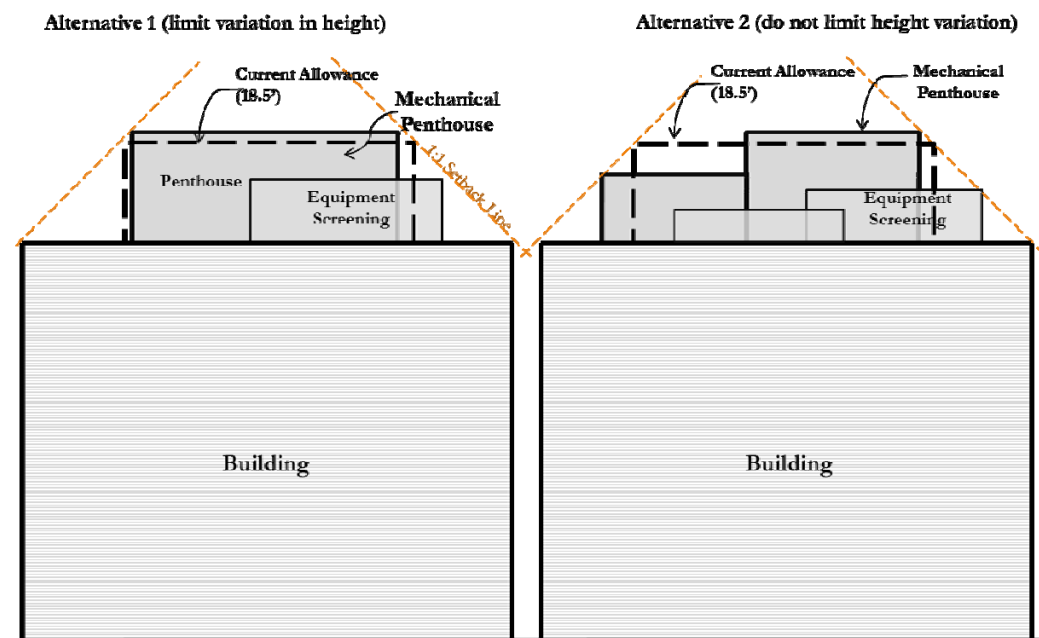 Alternative 1 (limit variation in height)
Current Allowance
(18.5')
Mechanical
Penthouse
Penthouse
Equipment
Screening
1:1 Setback Line
Building
Alternative 2 (do not limit height variation)
Current Allowance
(18.5')
Mechanical
Penthouse
Equipment
Screening
Building